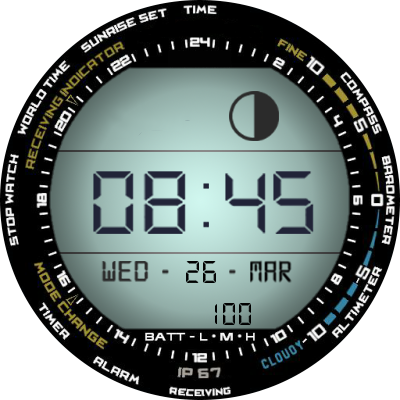 TIME
SUNRISE SET
WORLD TIME
STOP WATCH
TIMER
ALARM
RECEIVING
ALTIMETER
BAROMETER
COMPASS
RECEIVING INDICATOR
MODE CHANGE
FINE 10 5 0 -5 -10 CLOUDY
24 2 6 8 10 12 14 16 18 20 22
08:45
WED - 26 - MAR
100
BATT - L • M • H
IP 67